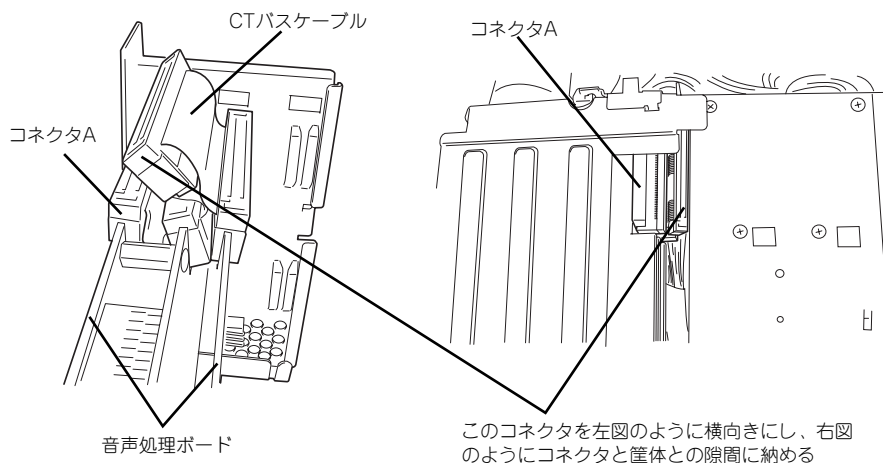 CTバスケーブル
コネクタA
コネクタA
音声処理ボード
このコネクタを左図のように横向きにし、右図
のようにコネクタと筐体との隙間に納める